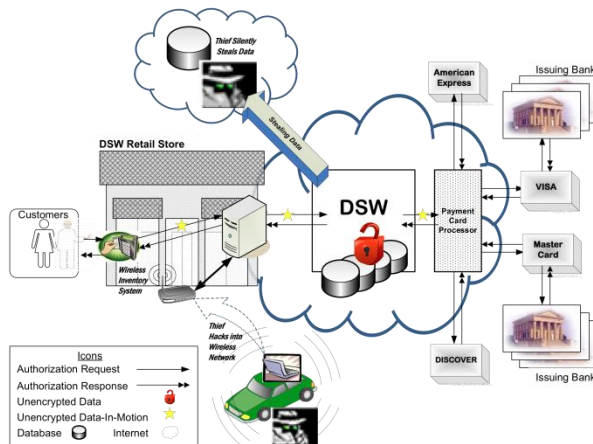 Thief Silently
Steals Data
American
Express
Issuing Bank
Stealing Data
DSW Retail Store
DSW
Payment
Card
Processor
VISA
Customers
Wireless
Inventory
System
Master
Card
Thief
Hacks into
Wireless
Network
DISCOVER
Issuing Bank
Icons
Authorization Request
Authorization Response
Unencrypted Data
Unencrypted Data-In-Motion
Database
Internet